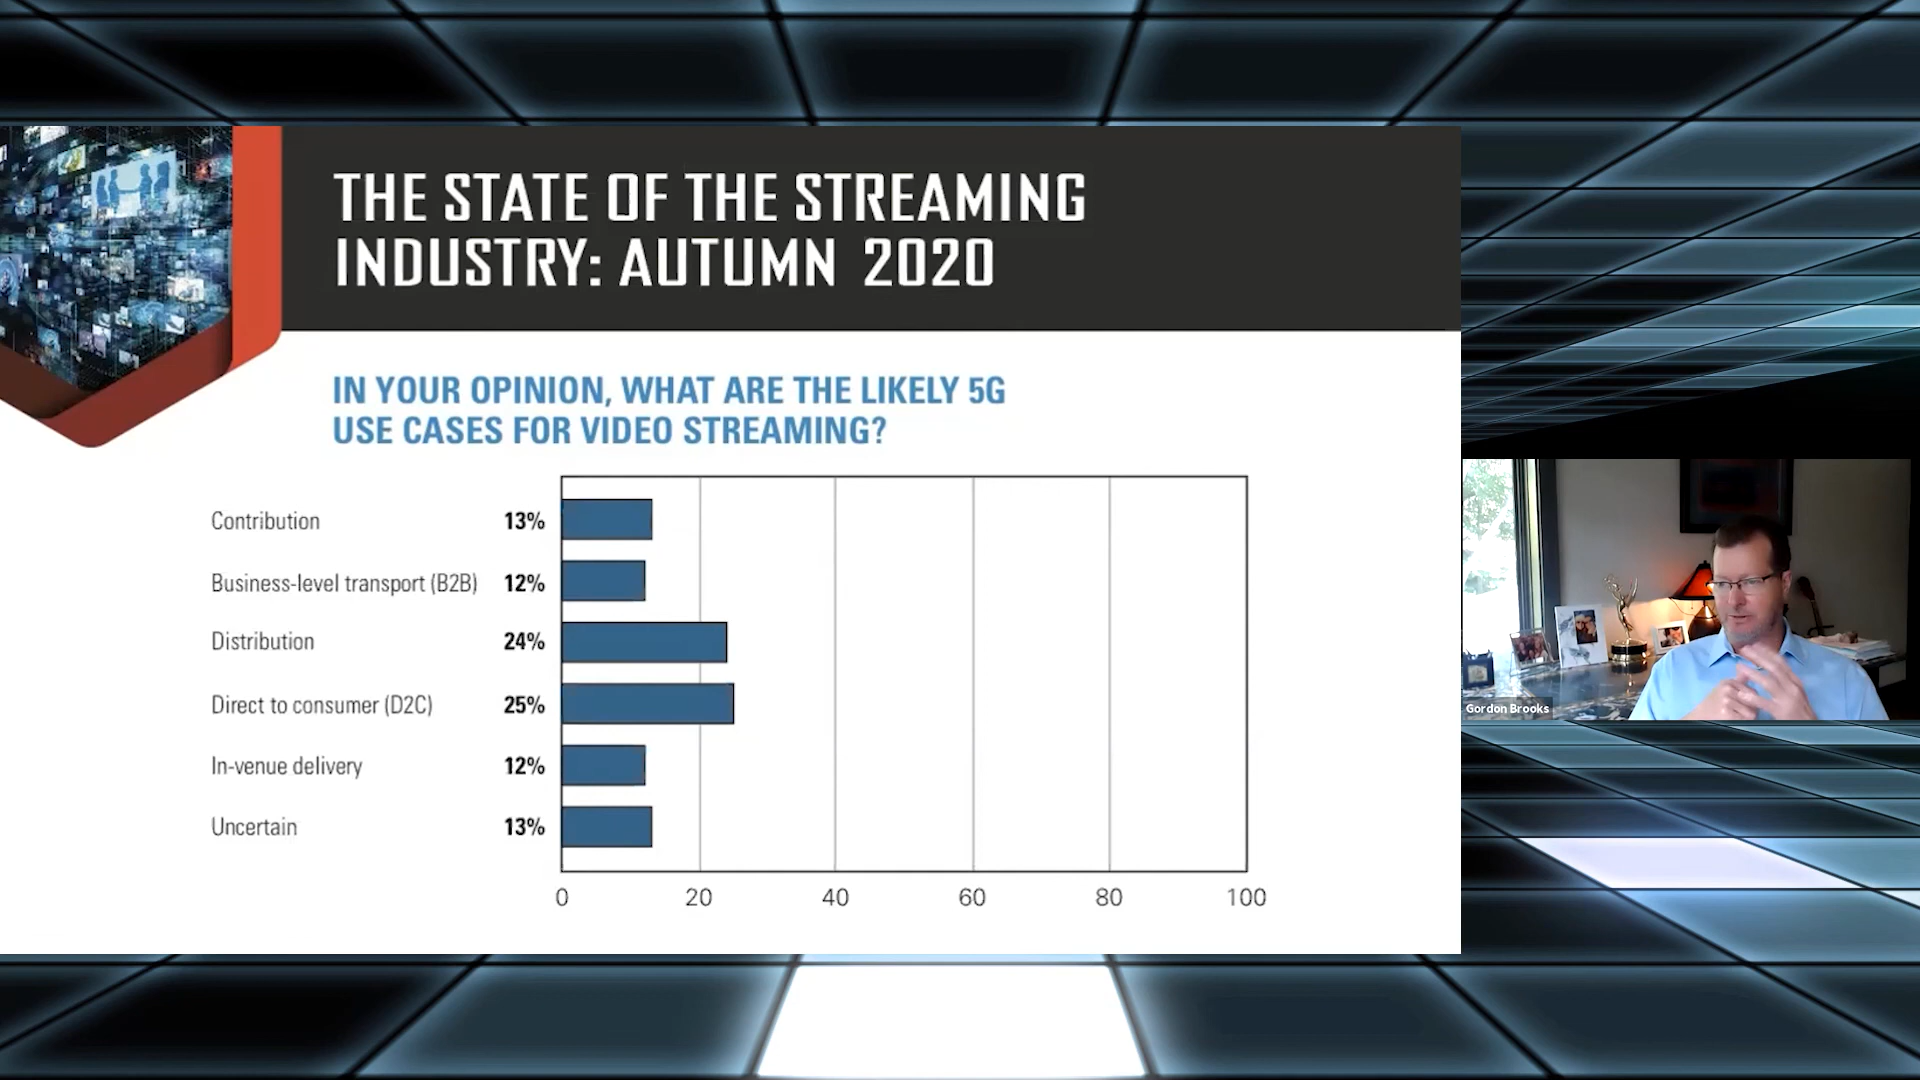 THE STATE OF THE STREAMING
INDUSTRY: AUTUMN 2020
IN YOUR OPINION, WHAT ARE THE LIKELY 5G
USE CASES FOR VIDEO STREAMING?
Contribution 13%
Business-level transport (B2B) 12%
Distribution 24%
Direct to consumer (D2C) 25%
In-venue delivery 12%
Uncertain 13%
0 20 40 60 80 100
Gordon Brooks